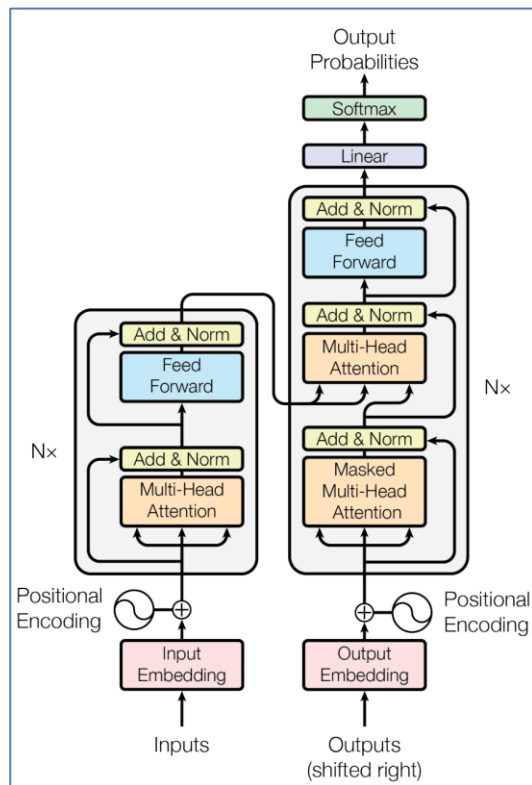 Output
Probabilities
Softmax
Linear
Add & Norm
Feed
Forward
Add & Norm
Multi-Head
Attention
Add & Norm
Masked
Multi-Head
Attention
N×
Add & Norm
Feed
Forward
Add & Norm
Multi-Head
Attention
N×
Positional
Encoding
Positional
Encoding
Input
Embedding
Output
Embedding
Inputs
Outputs
(shifted right)